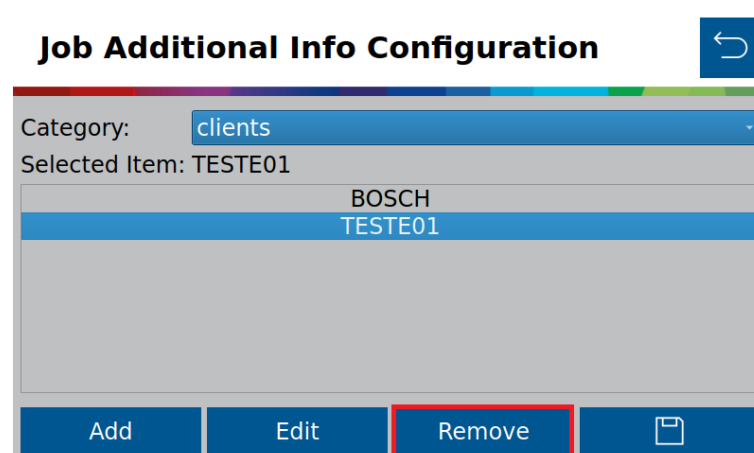 Job Additional Info Configuration
Category: clients
Selected Item: TESTE01
BOSCH
TESTE01
Add Edit Remove